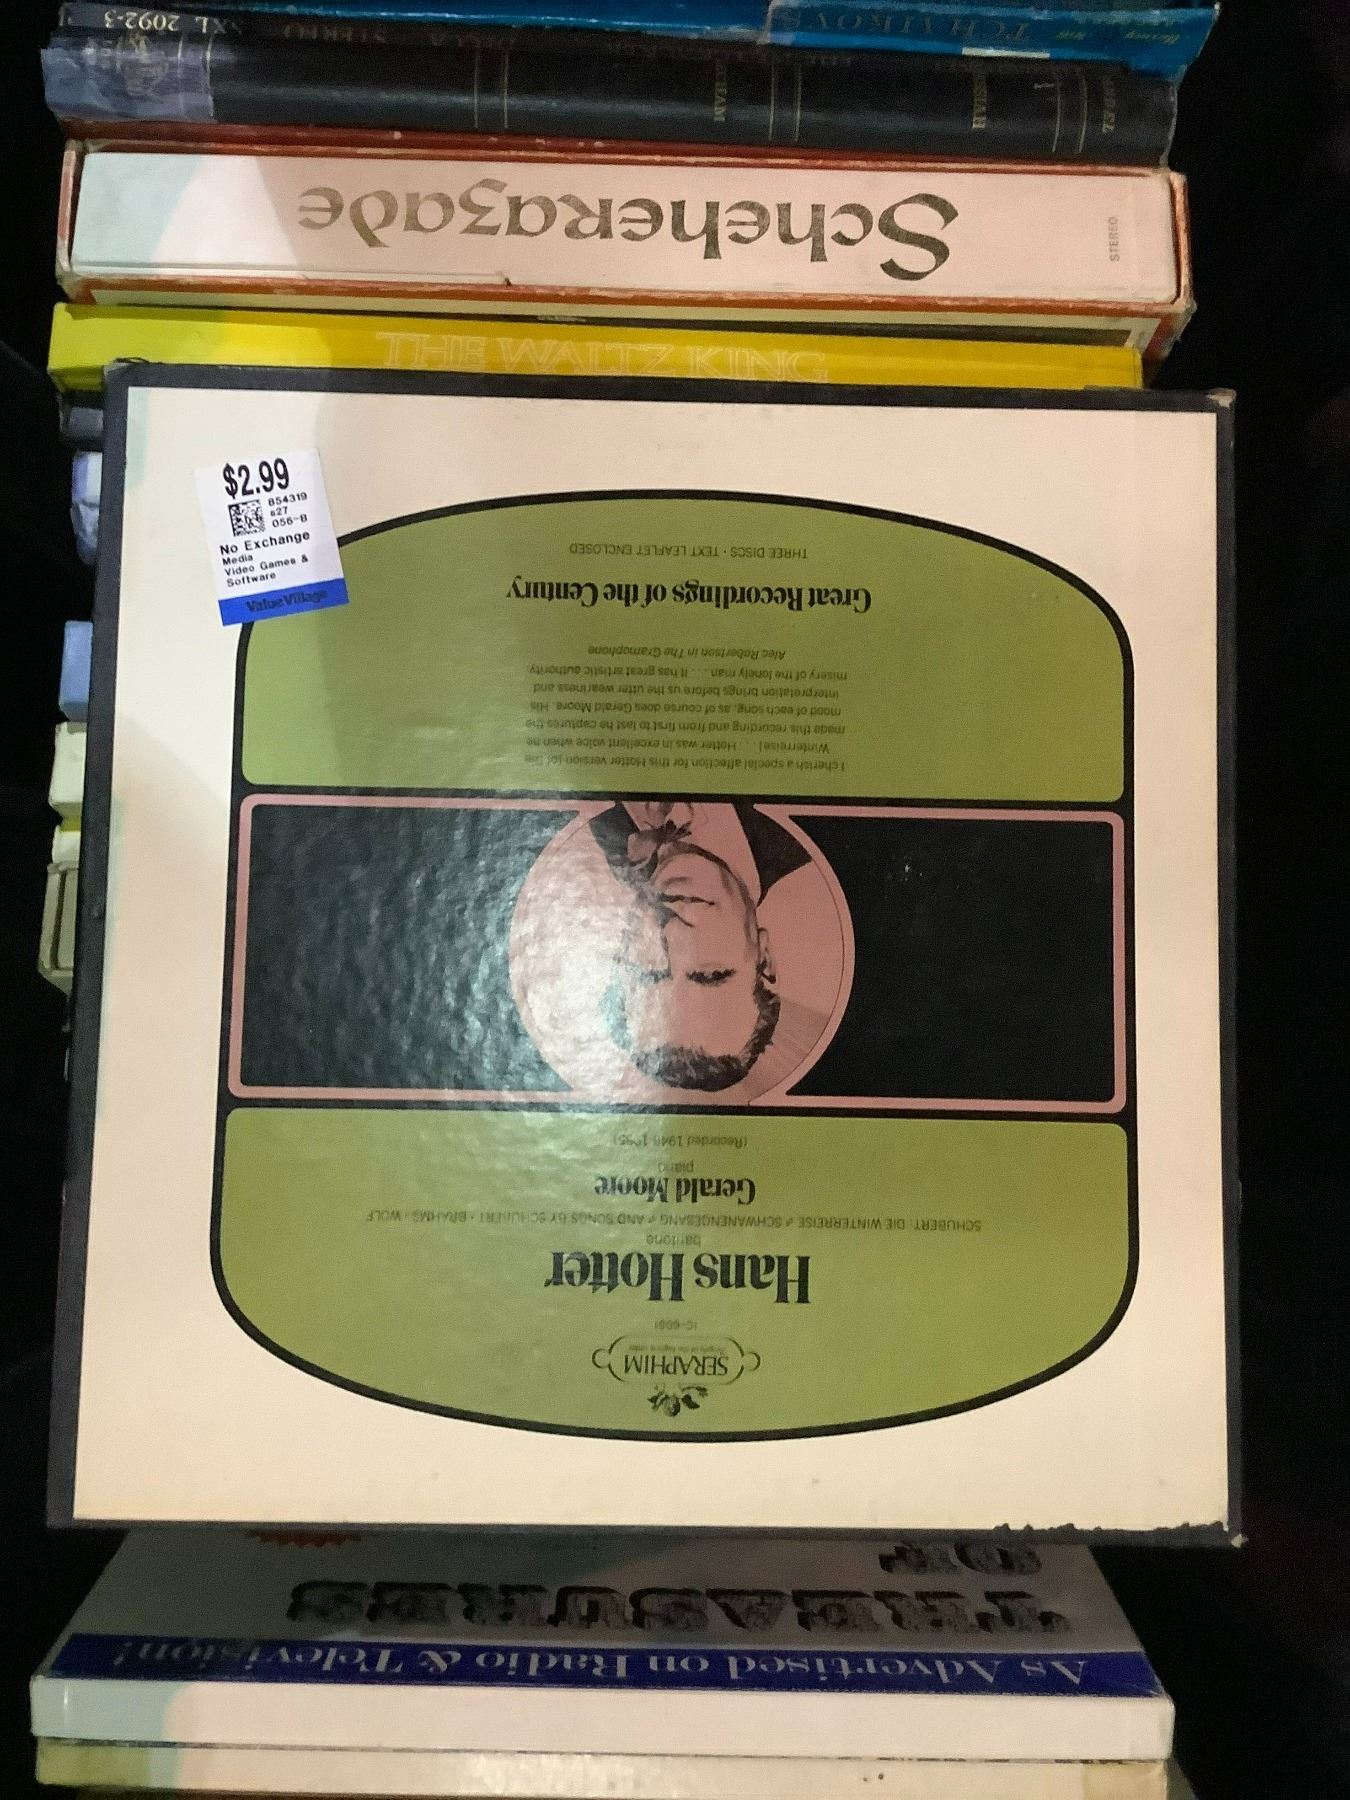 SXL 2092-3
STEREO
TCHAIKOVS
Scheherazade
STEREO
THE WALTZ KING
$2.99
B54319
s27
056-B
No Exchange
Media
Video Games &
Software
Value Village
SERAPHIM
Hans Hotter
baritone
SCHUBERT: DIE WINTERREISE SCHWANENGESANG AND SONGS BY SCHUBERT • BRAHMS • WOLF
Gerald Moore
piano
I cherish a special affection for this Hotter version [of Die
Winterreise] ... Hotter was in excellent voice when he
made this recording and from first to last he captures the
mood of each song, as of course does Gerald Moore. His
interpretation brings before us the utter weariness and
misery of the lonely man.... It has great artistic authority.
Alec Robertson in The Gramophone
Great Recordings of the Century
THREE DISCS • TEXT LEAFLET ENCLOSED
As Advertised on Radio & Television!
TREASURES
OF